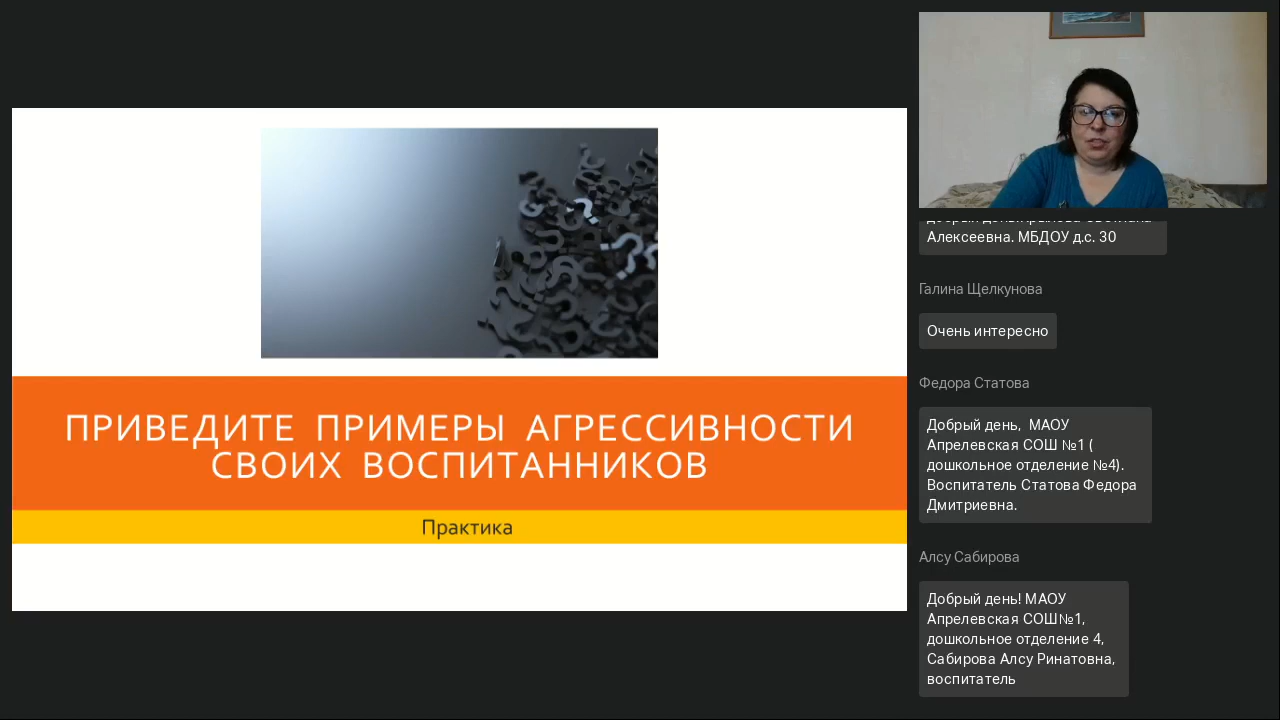 ПРИВЕДИТЕ ПРИМЕРЫ АГРЕССИВНОСТИ
СВОИХ ВОСПИТАННИКОВ
Практика
Алексеевна. МБДОУ д.с. 30
Галина Щелкунова
Очень интересно
Федора Статова
Добрый день, МАОУ
Апрелевская СОШ №1 (
дошкольное отделение №4).
Воспитатель Статова Федора
Дмитриевна.
Алсу Сабирова
Добрый день! МАОУ
Апрелевская СОШ№1,
дошкольное отделение 4,
Сабирова Алсу Ринатовна,
воспитатель